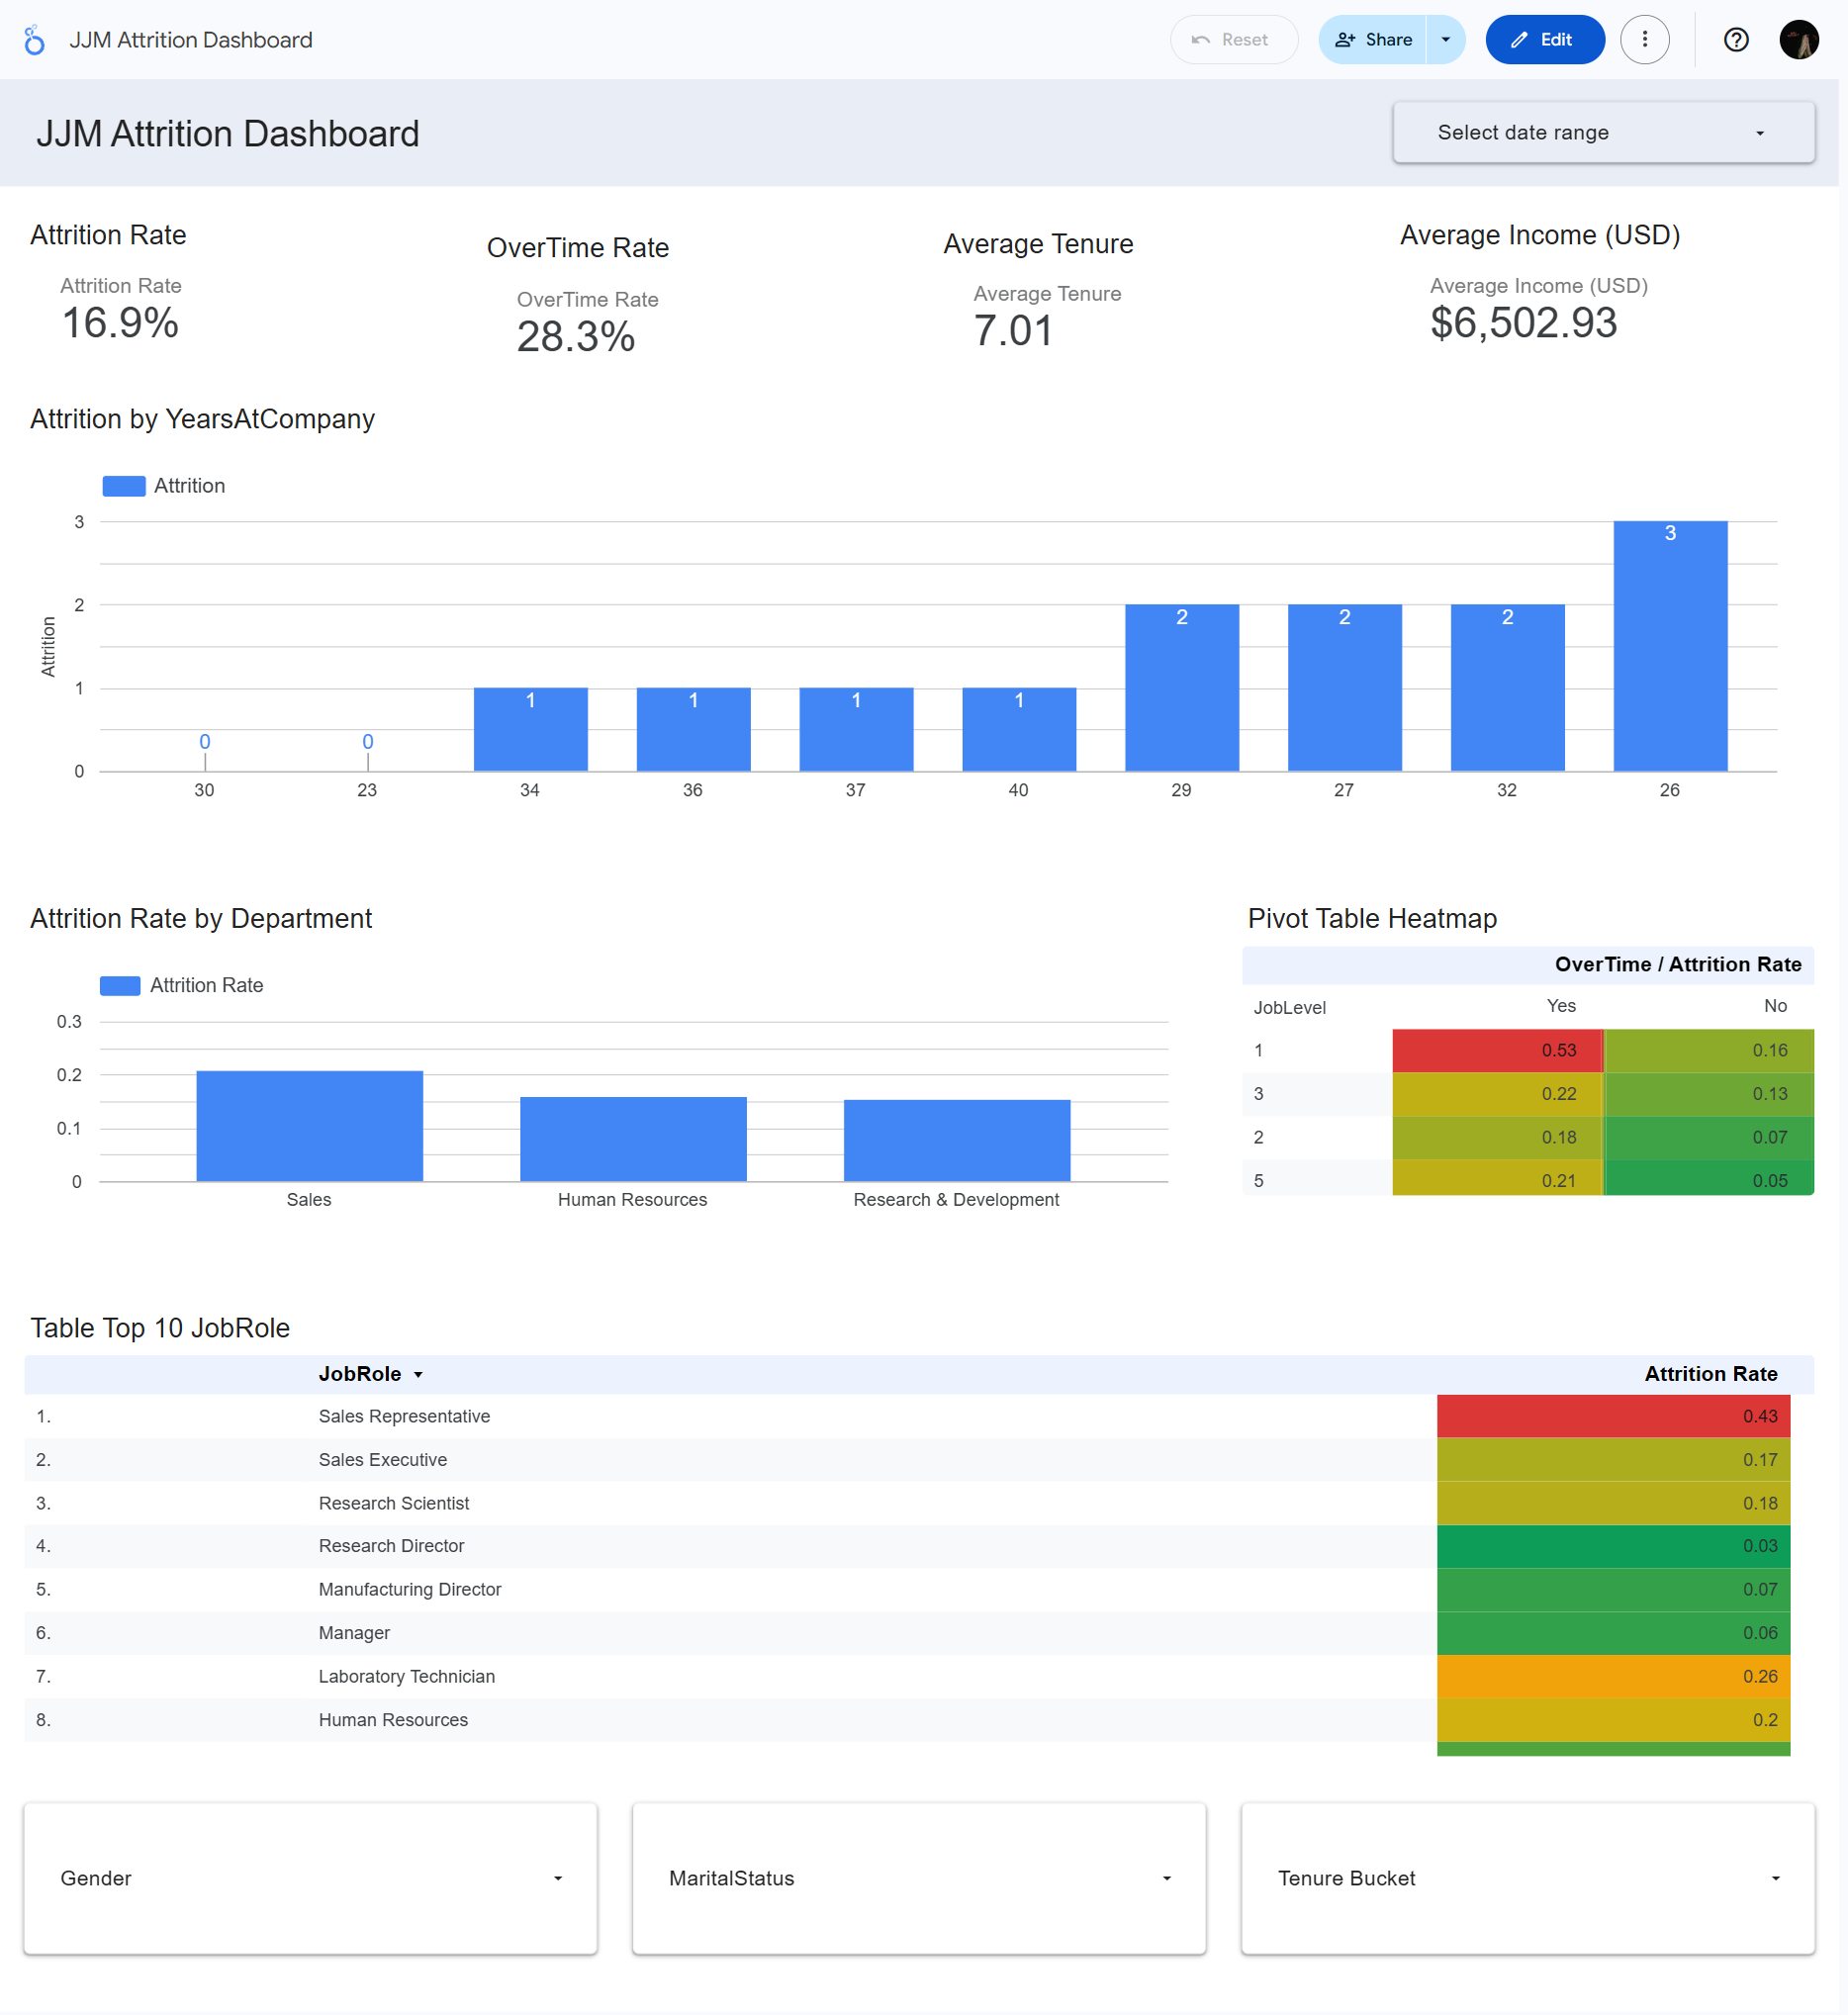 JJM Attrition Dashboard
Reset
Share
Edit
JJM Attrition Dashboard
Select date range
Attrition Rate
Attrition Rate
16.9%
OverTime Rate
OverTime Rate
28.3%
Average Tenure
Average Tenure
7.01
Average Income (USD)
Average Income (USD)
$6,502.93
Attrition by YearsAtCompany
Attrition
Attrition
3
2
1
0
0 0 1 1 1 1 2 2 2 3
30 23 34 36 37 40 29 27 32 26
Attrition Rate by Department
Attrition Rate
0.3
0.2
0.1
0
Sales Human Resources Research & Development
Pivot Table Heatmap
OverTime / Attrition Rate
JobLevel Yes No
1 0.53 0.16
3 0.22 0.13
2 0.18 0.07
5 0.21 0.05
Table Top 10 JobRole
JobRole Attrition Rate
1. Sales Representative 0.43
2. Sales Executive 0.17
3. Research Scientist 0.18
4. Research Director 0.03
5. Manufacturing Director 0.07
6. Manager 0.06
7. Laboratory Technician 0.26
8. Human Resources 0.2
Gender
MaritalStatus
Tenure Bucket